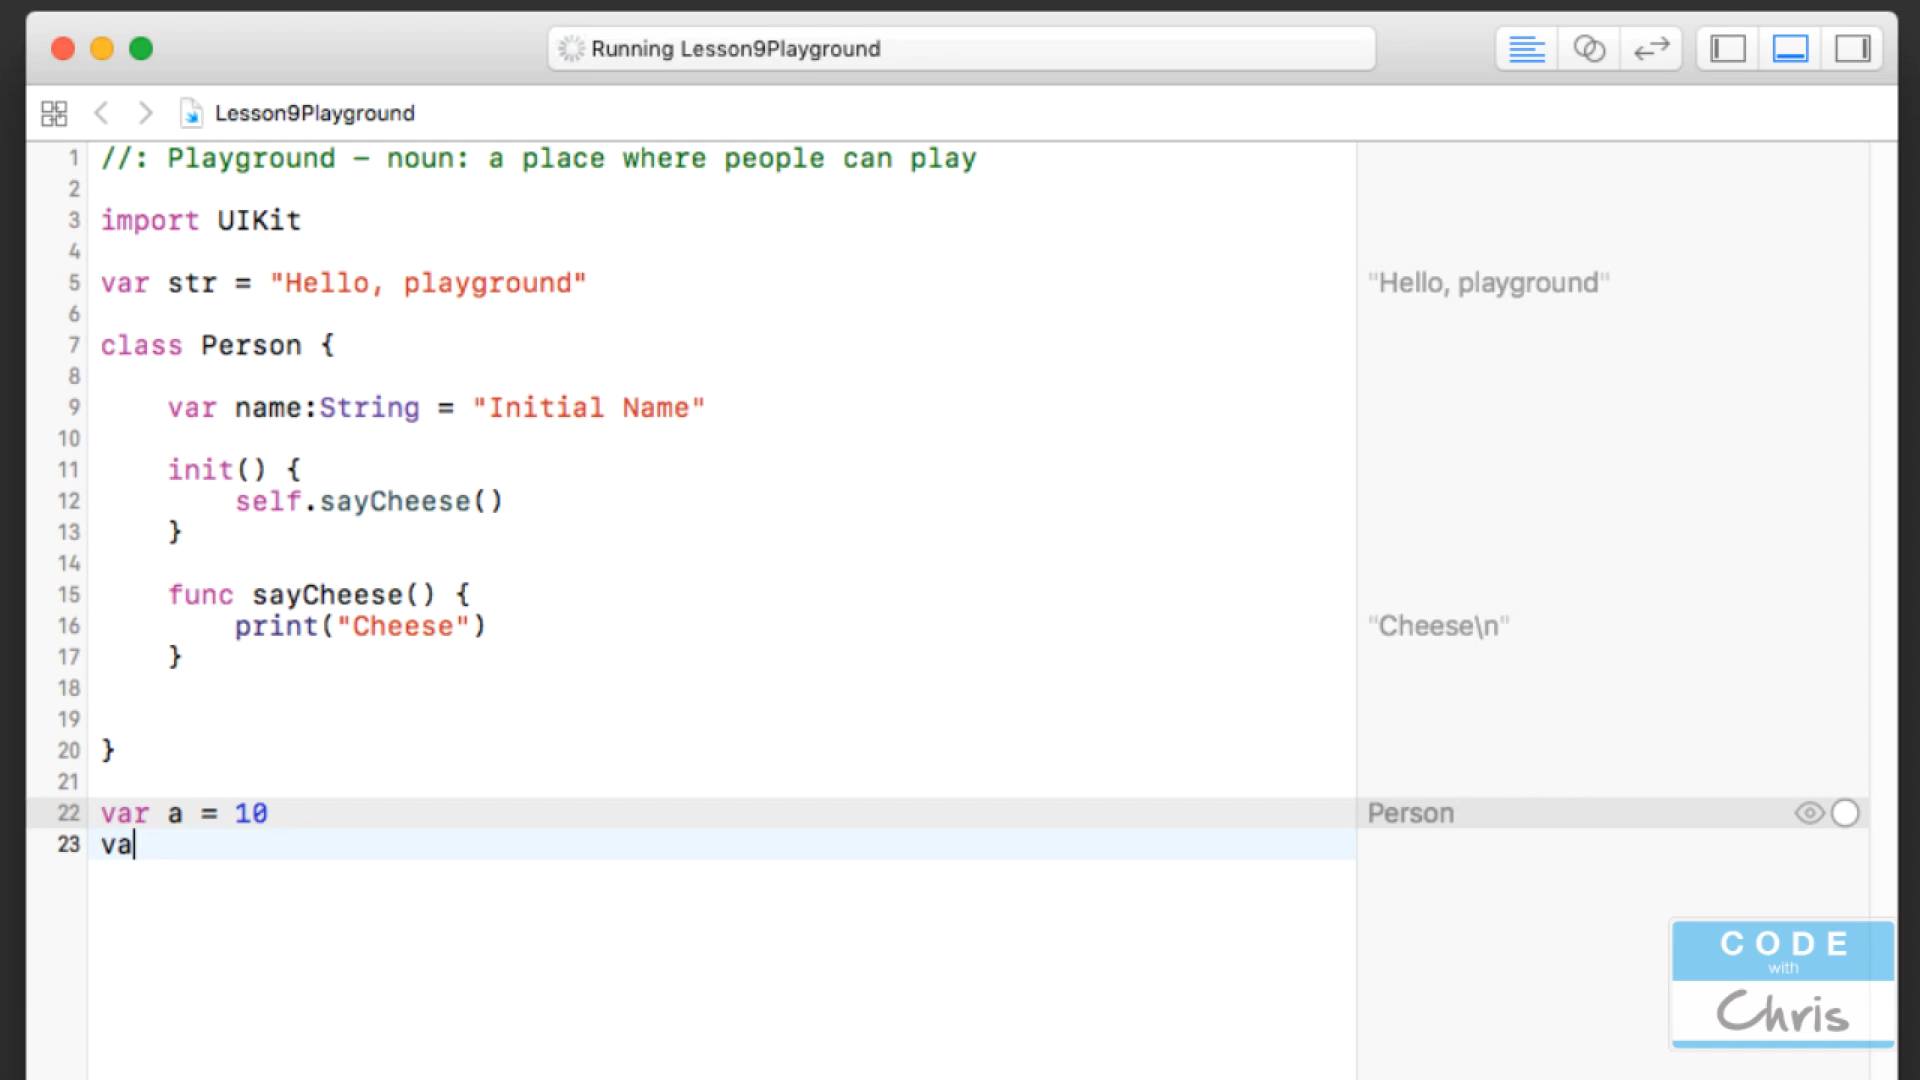 Running Lesson9Playground
Lesson9Playground
1 //: Playground – noun: a place where people can play
2
3 import UIKit
4
5 var str = "Hello, playground" "Hello, playground"
6
7 class Person {
8
9 var name:String = "Initial Name"
10
11 init() {
12 self.sayCheese()
13 }
14
15 func sayCheese() {
16 print("Cheese") "Cheese\n"
17 }
18
19
20 }
21
22 var a = 10 Person
23 va
CODE
with
Chris